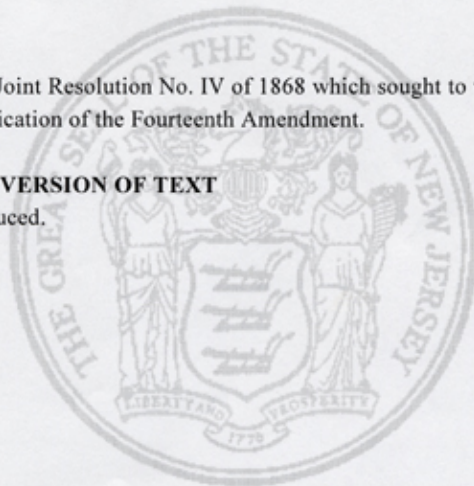 Joint Resolution No. IV of 1868 which sought to
ication of the Fourteenth Amendment.
VERSION OF TEXT
uced.
THE GREAT SEAL OF THE STATE OF NEW JERSEY
LIBERTY AND PROSPERITY
1776